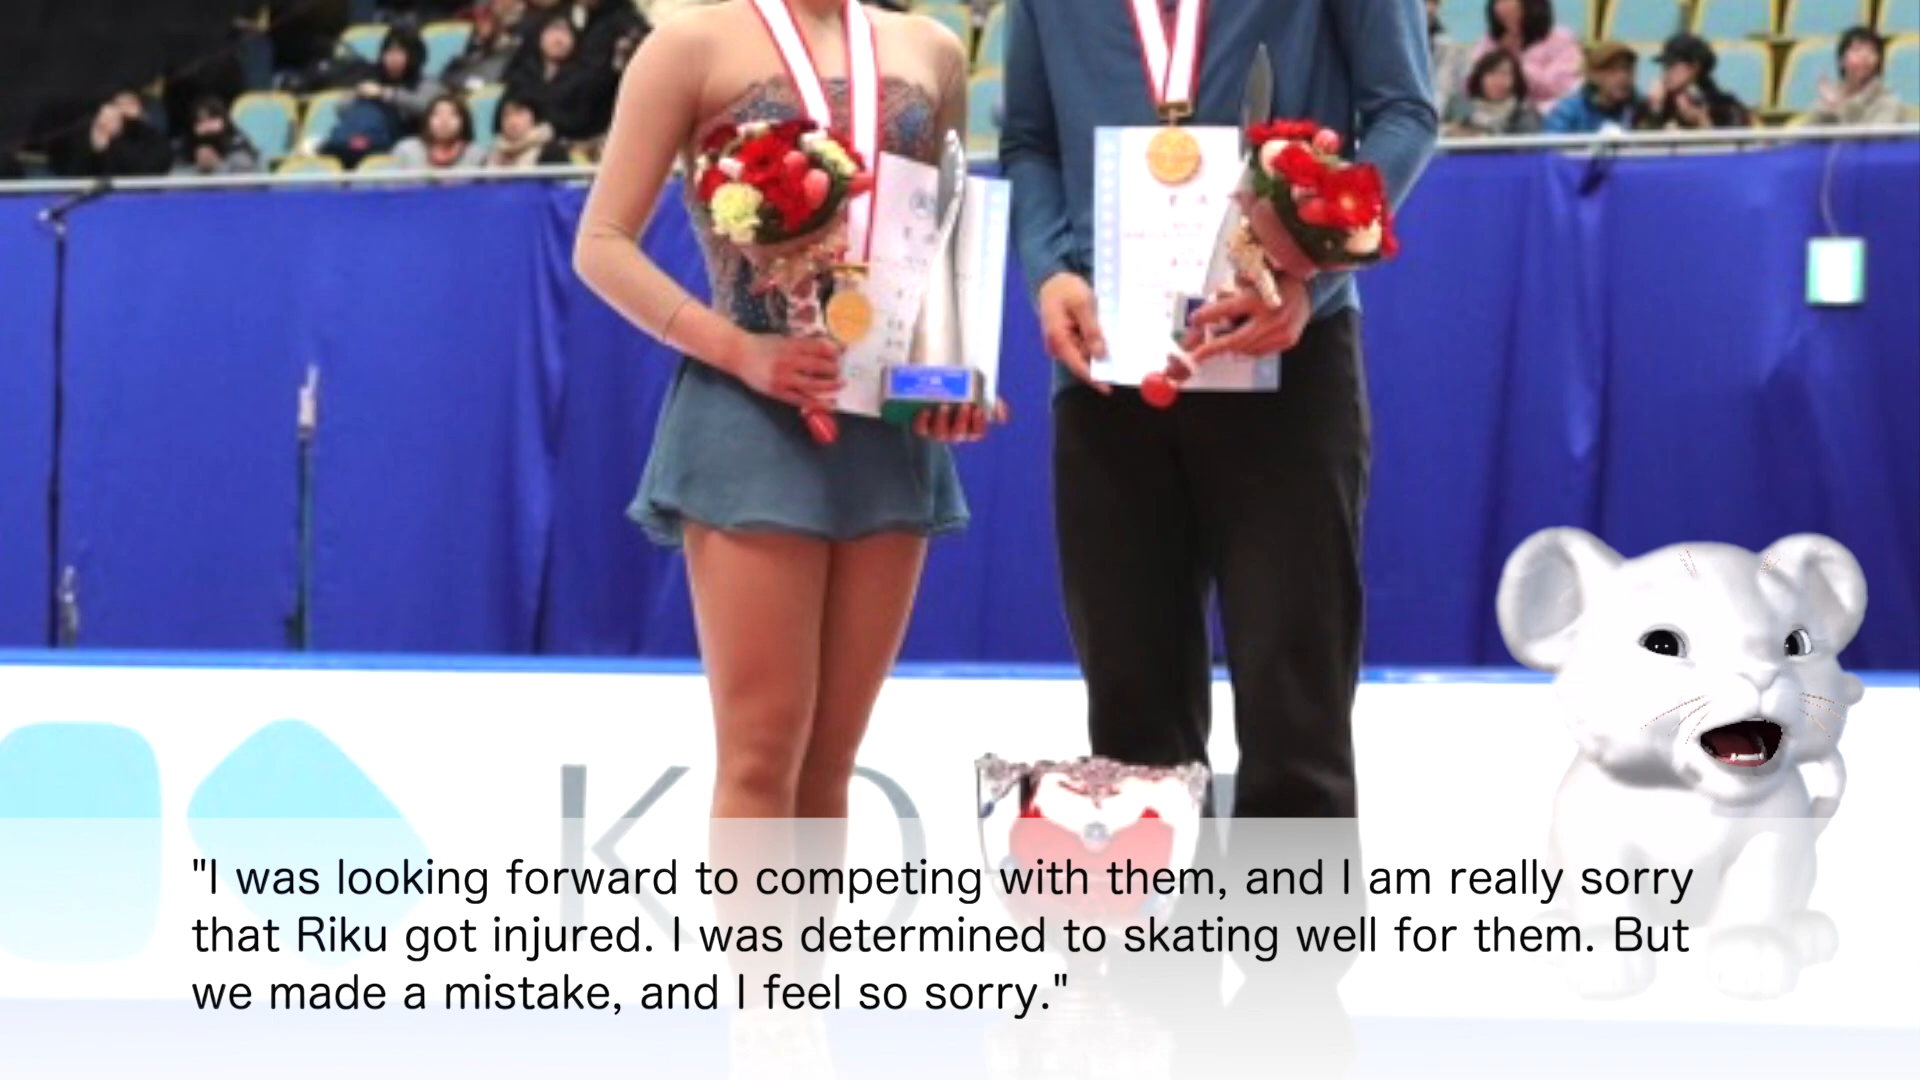 "I was looking forward to competing with them, and I am really sorry
that Riku got injured. I was determined to skating well for them. But
we made a mistake, and I feel so sorry."